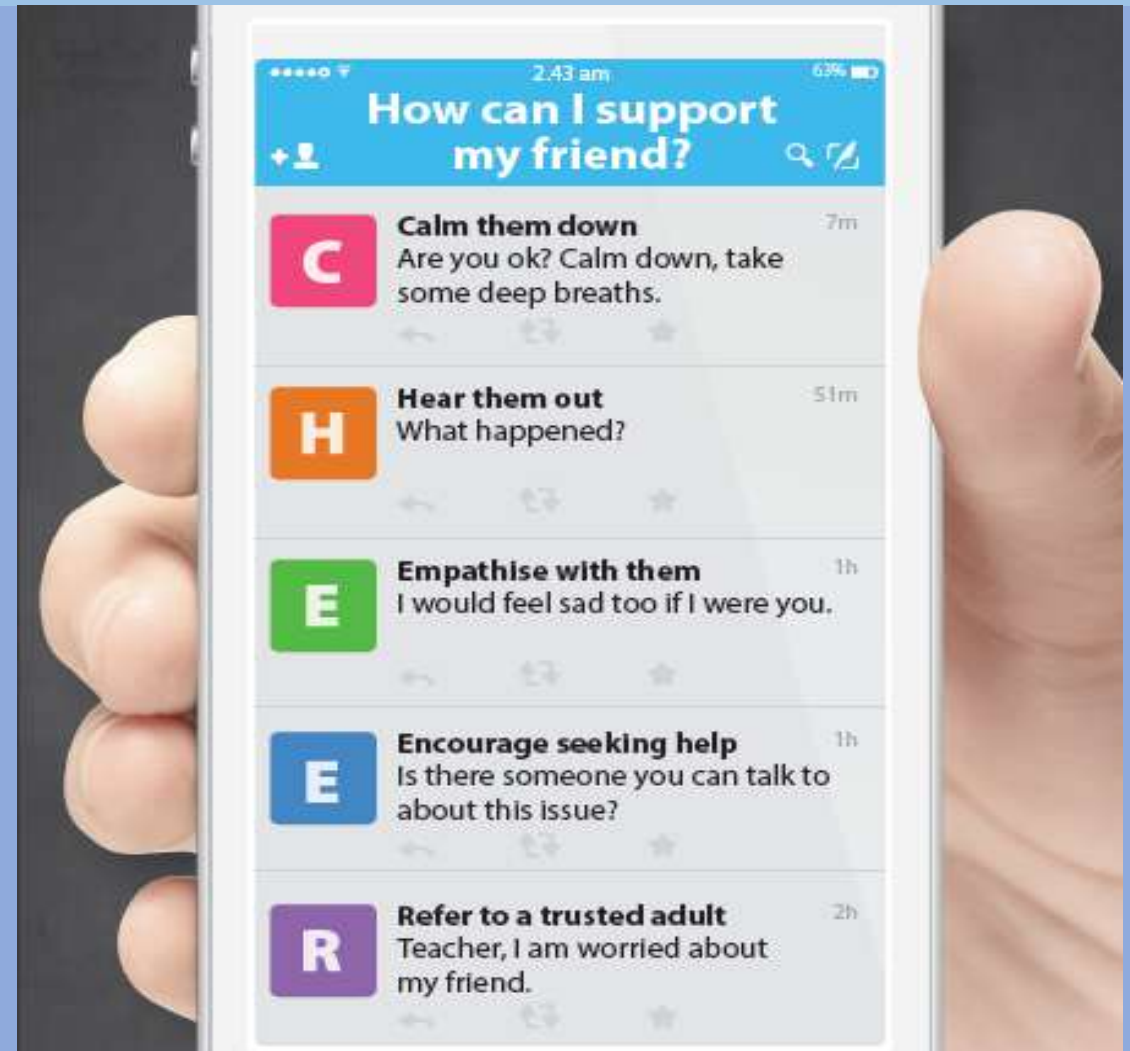 2.43 am 63%
How can I support
my friend?
C
Calm them down 7m
Are you ok? Calm down, take
some deep breaths.
H
Hear them out 51m
What happened?
E
Empathise with them 1h
I would feel sad too if I were you.
E
Encourage seeking help 1h
Is there someone you can talk to
about this issue?
R
Refer to a trusted adult 2h
Teacher, I am worried about
my friend.